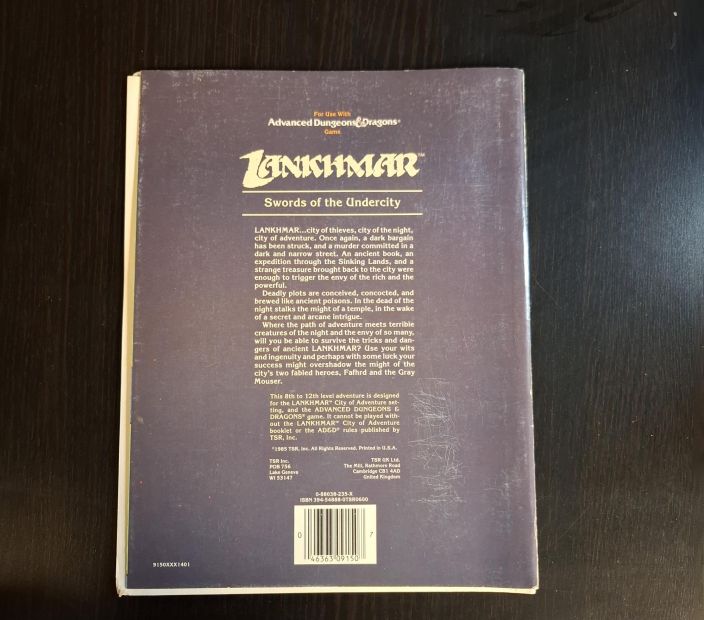 For Use With
Advanced Dungeons & Dragons®
Game
LANKHMAR™
Swords of the Undercity
LANKHMAR...city of thieves, city of the night,
city of adventure. Once again, a dark bargain
has been struck, and a murder committed in a
dark and narrow street. An ancient book, an
expedition through the Sinking Lands, and a
strange treasure brought back to the city were
enough to trigger the envy of the rich and the
powerful.
Deadly plots are conceived, concocted, and
brewed like ancient poisons. In the dead of the
night stalks the might of a temple, in the wake
of a secret and arcane intrigue.
Where the path of adventure meets terrible
creatures of the night and the envy of so many,
will you be able to survive the tricks and dan-
gers of ancient LANKHMAR? Use your wits
and ingenuity and perhaps with some luck your
success might overshadow the might of the
city's two fabled heroes, Fafhrd and the Gray
Mouser.
This 8th to 12th level adventure is designed
for the LANKHMAR™ City of Adventure set-
ting, and the ADVANCED DUNGEONS &
DRAGONS® game. It cannot be played with-
out the LANKHMAR™ City of Adventure
booklet or the AD&D® rules published by
TSR, Inc.
©1985 TSR, Inc. All Rights Reserved. Printed in U.S.A.
TSR Inc.
POB 756
Lake Geneva
WI 53147
TSR UK Ltd.
The Mill, Rathmore Road
Cambridge CB1 4AD
United Kingdom
0-88038-235-X
ISBN 394-54888-0TSR0600
0 46363 09150 7
9150XXX1401